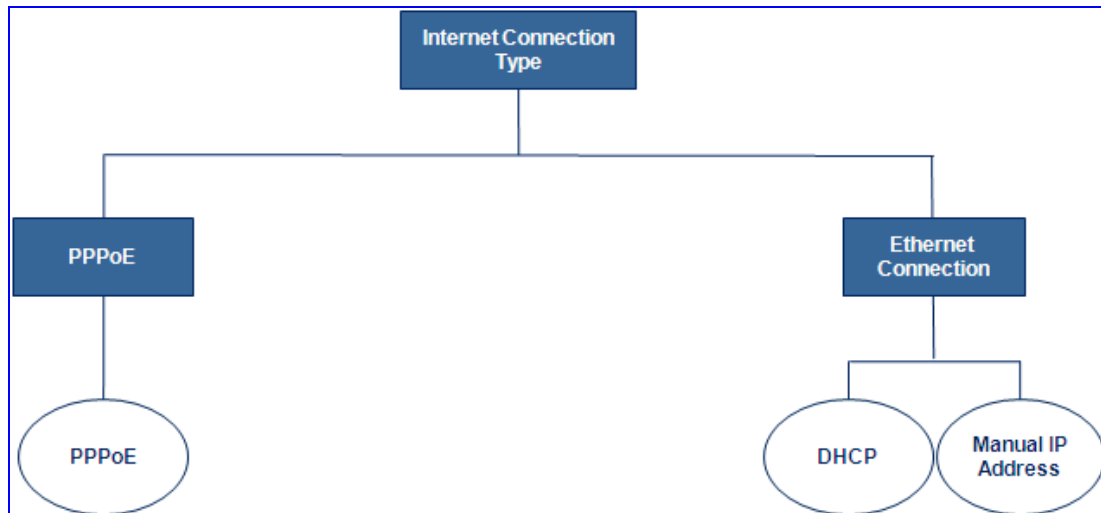 Internet Connection
Type
PPPoE
Ethernet
Connection
PPPoE
DHCP
Manual IP
Address